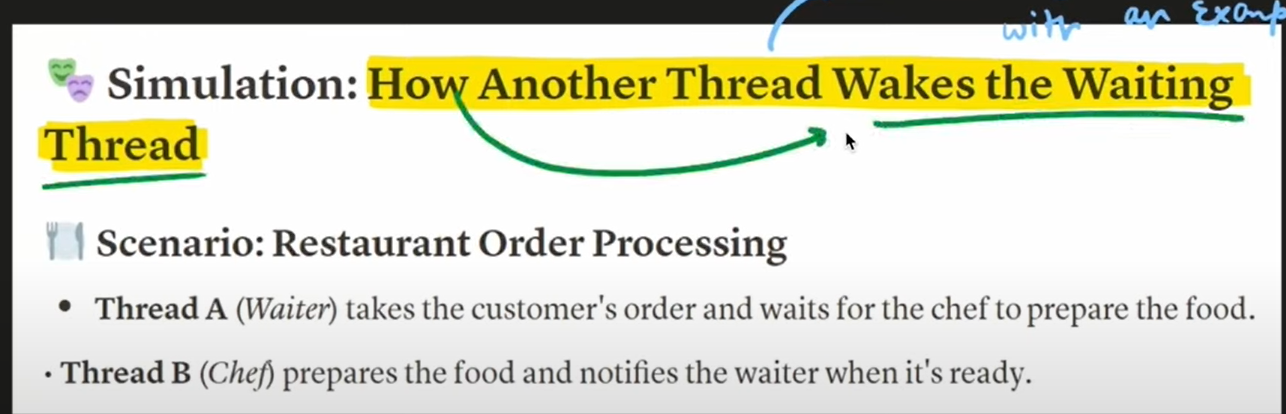 with an Examp
🎭 Simulation: How Another Thread Wakes the Waiting
Thread
🍽️ Scenario: Restaurant Order Processing
• Thread A (Waiter) takes the customer's order and waits for the chef to prepare the food.
· Thread B (Chef) prepares the food and notifies the waiter when it's ready.